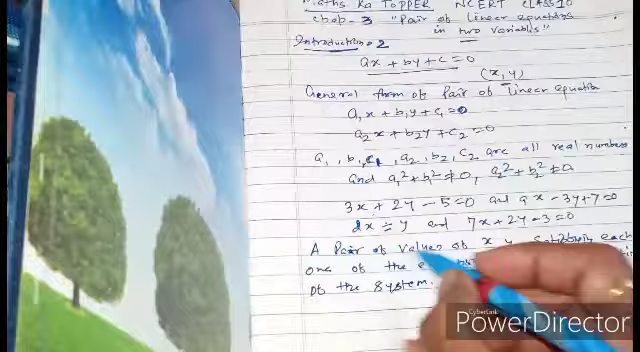 Maths Ka TOPPER NCERT CLASS 10
chap-3 "Pair of Linear equations
in two variables"
Introduction = 2
ax + by + c = 0
(x, y)
General form of Pair of linear equation
a₁x + b₁y + c₁ = 0
a₂x + b₂y + c₂ = 0
a₁, b₁, c₁, a₂, b₂, c₂ are all real numbers
and a₁² + b₁² ≠ 0, a₂² + b₂² ≠ 0
3x + 2y - 5 = 0 and 9x - 3y + 7 = 0
2x = y and 7x + 2y - 3 = 0
A Pair of values of x y satisfying each
one of the
of the system.
CyberLink
PowerDirector